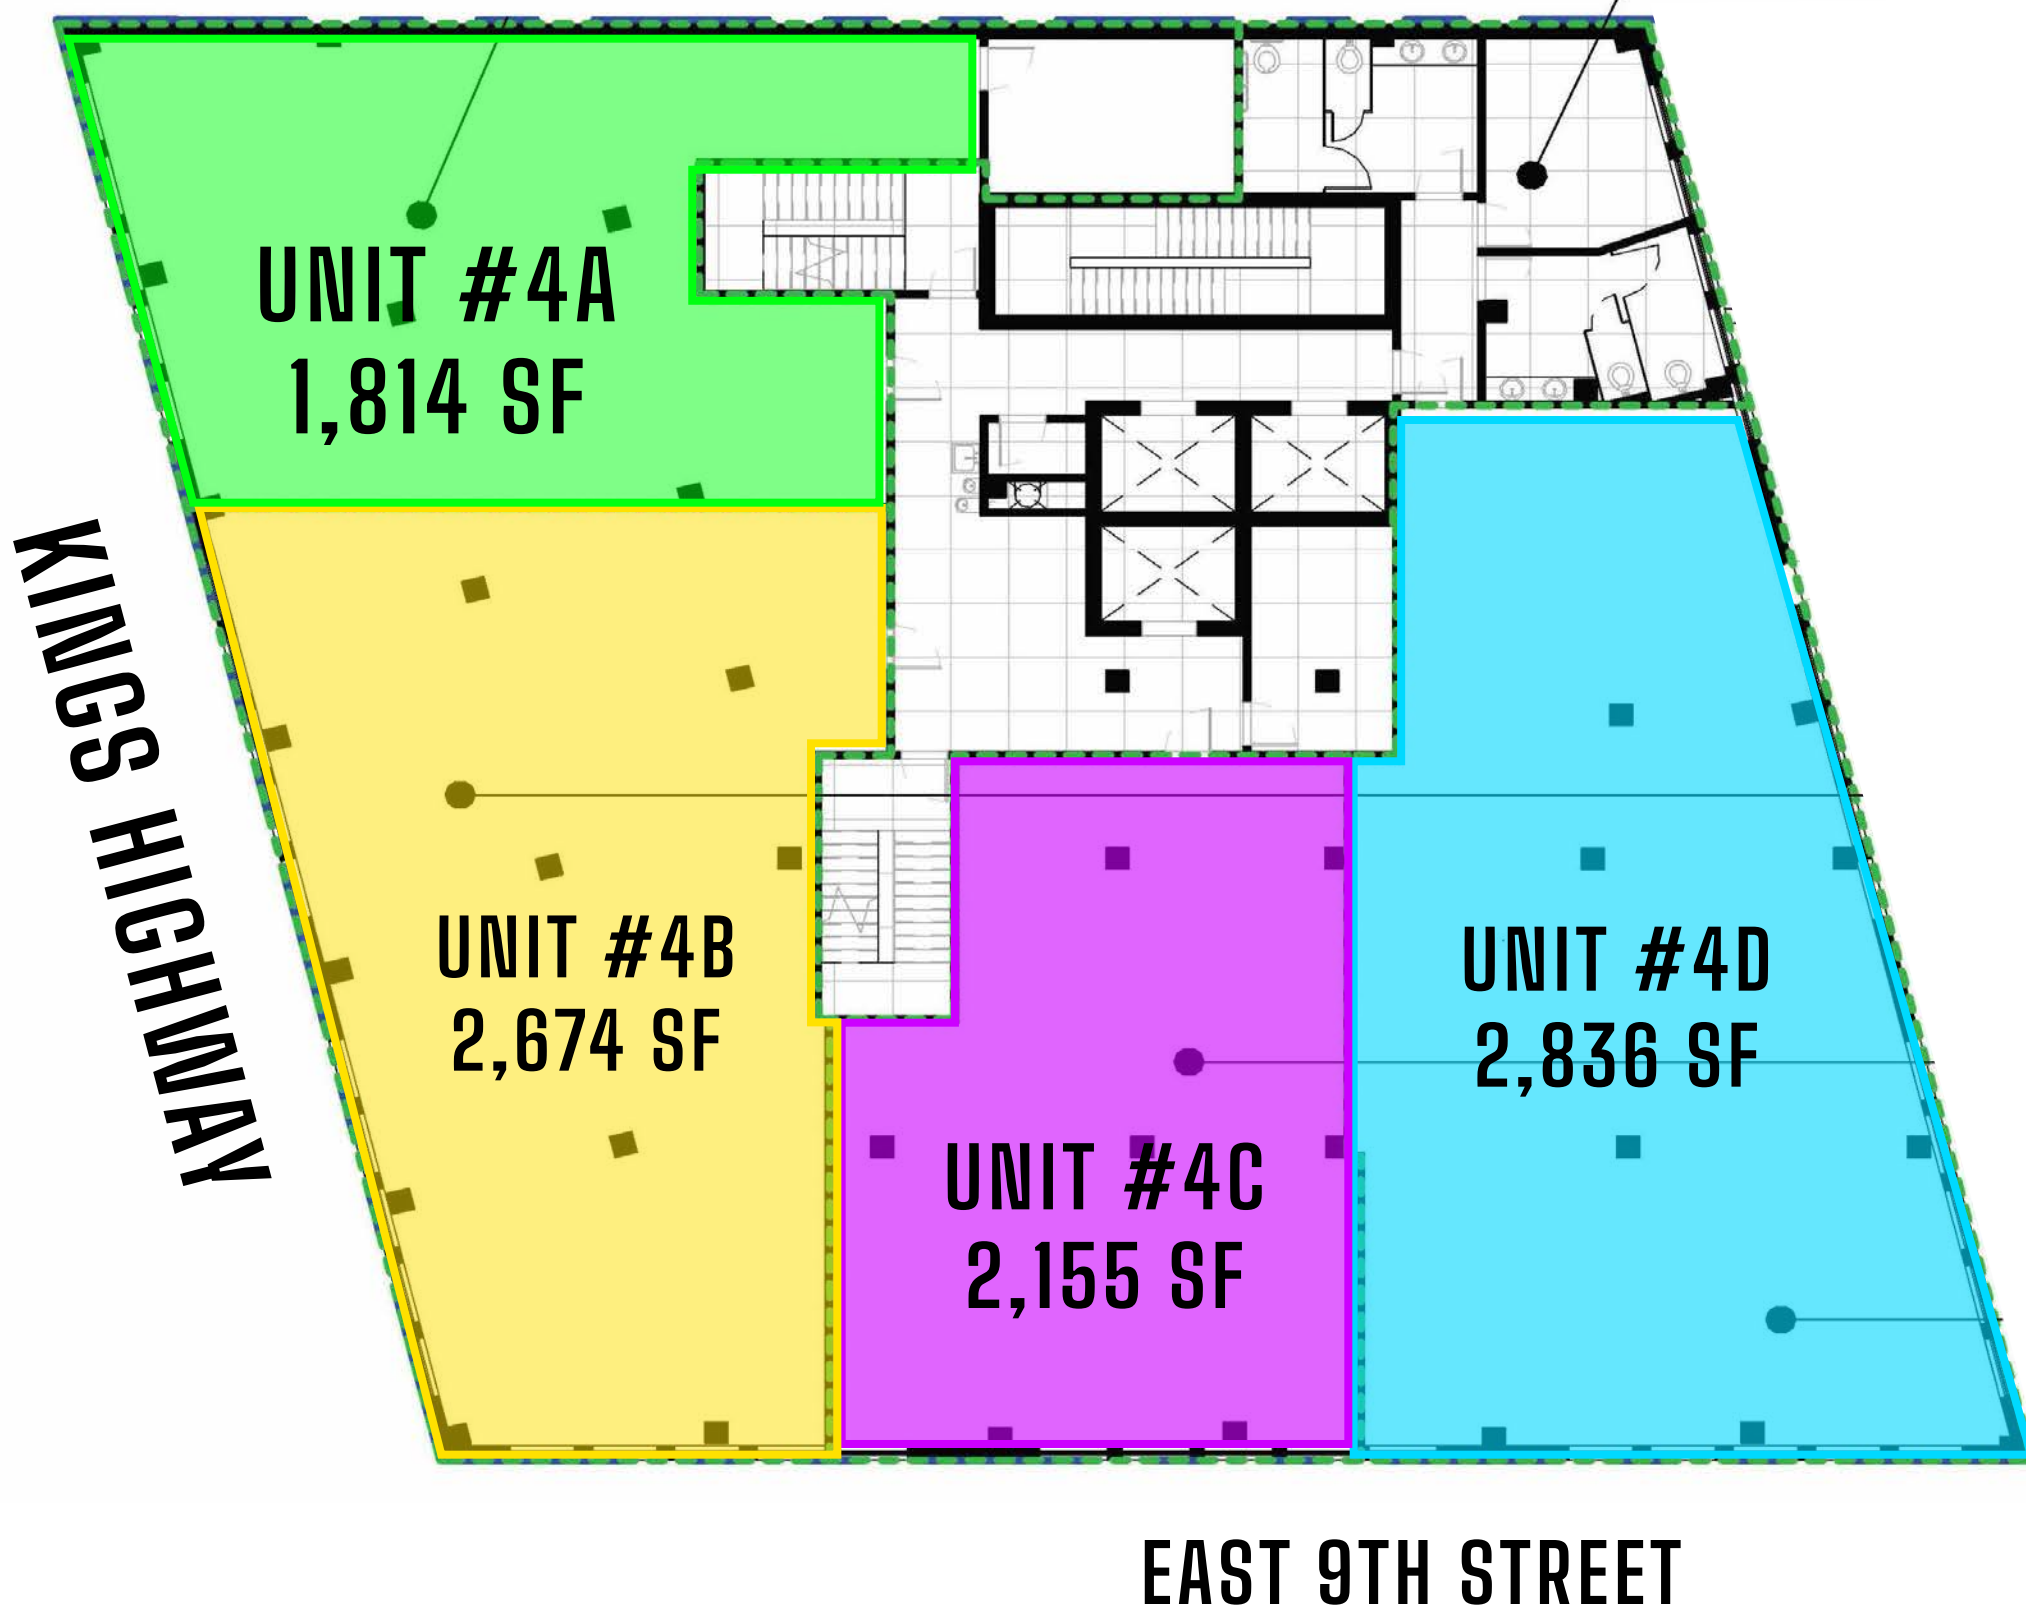 UNIT #4A
1,814 SF
KINGS HIGHWAY
UNIT #4B
2,674 SF
UNIT #4C
2,155 SF
UNIT #4D
2,836 SF
EAST 9TH STREET